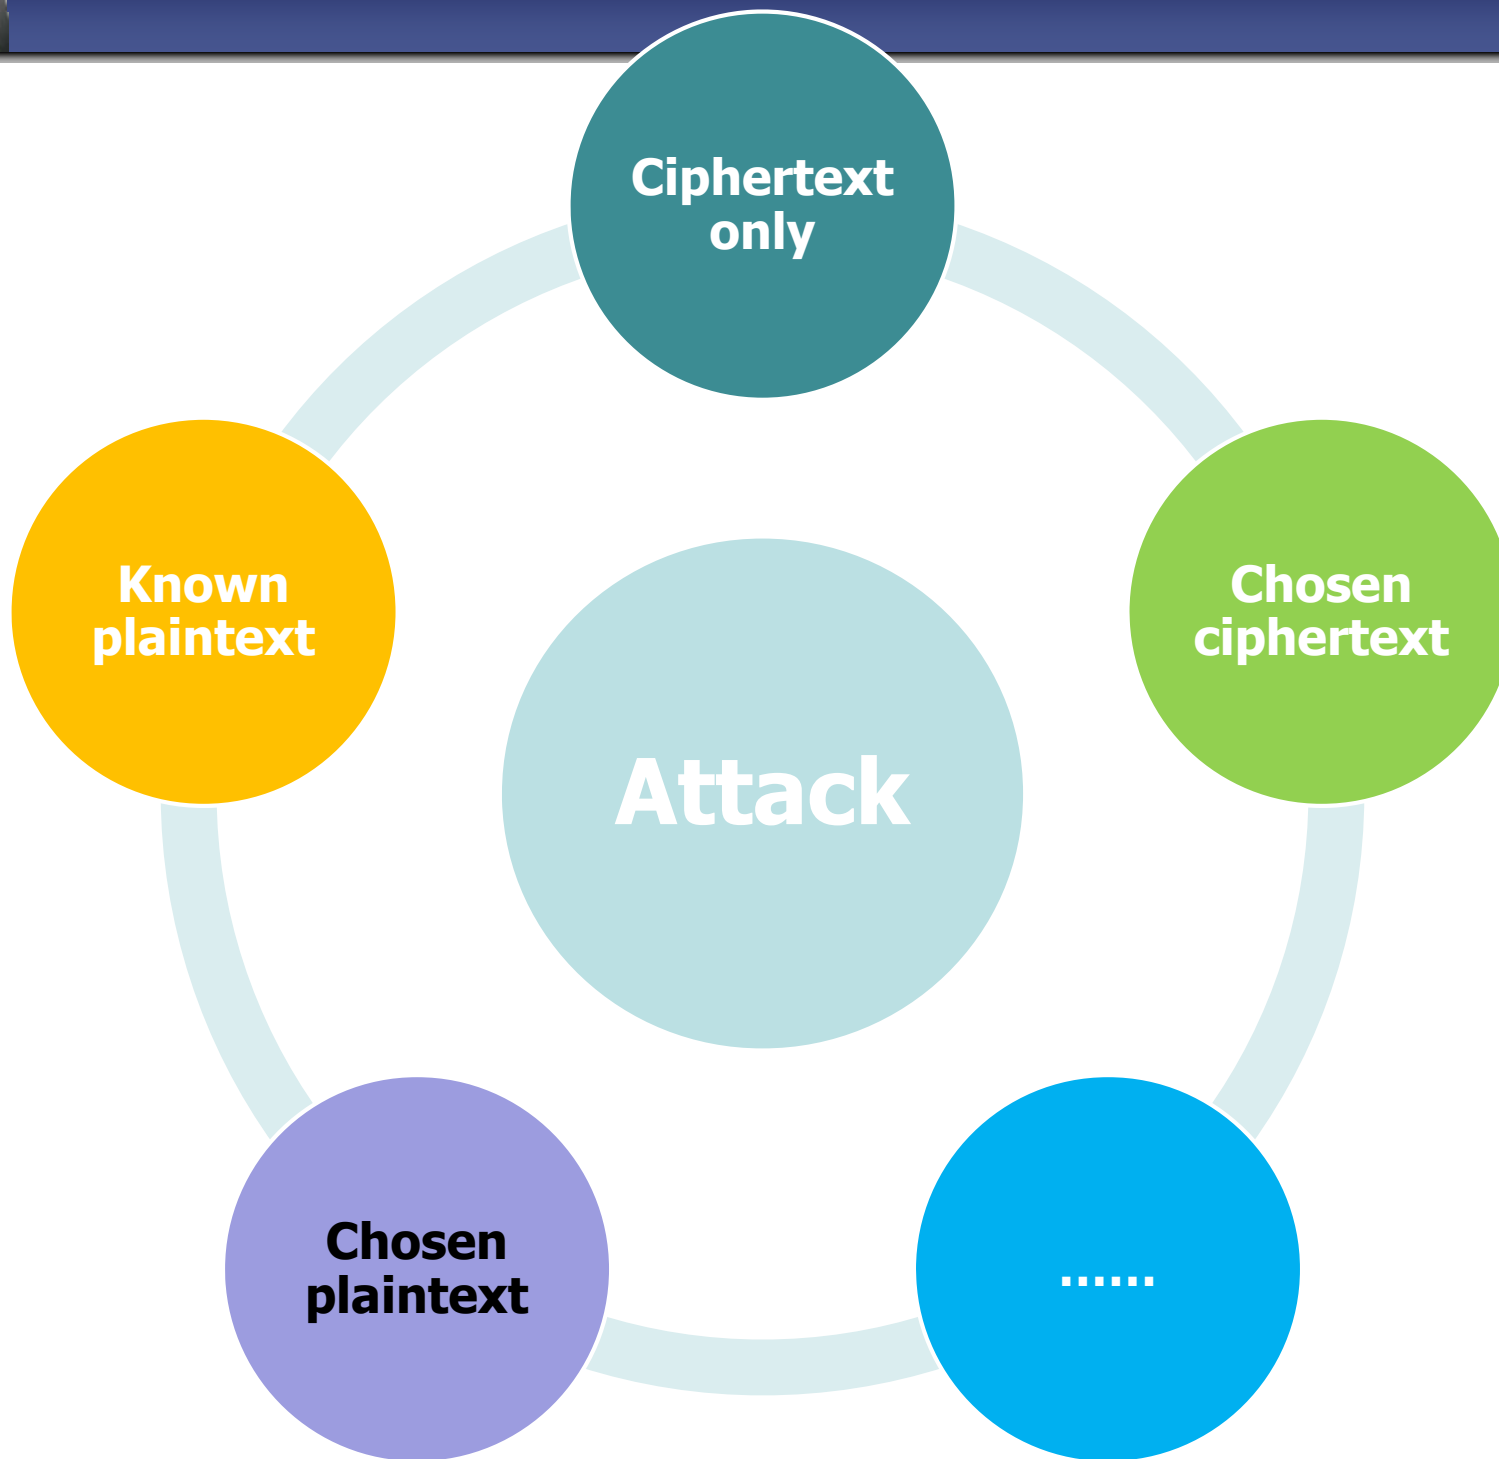 Ciphertext
only
Known
plaintext
Chosen
ciphertext
Attack
Chosen
plaintext
......